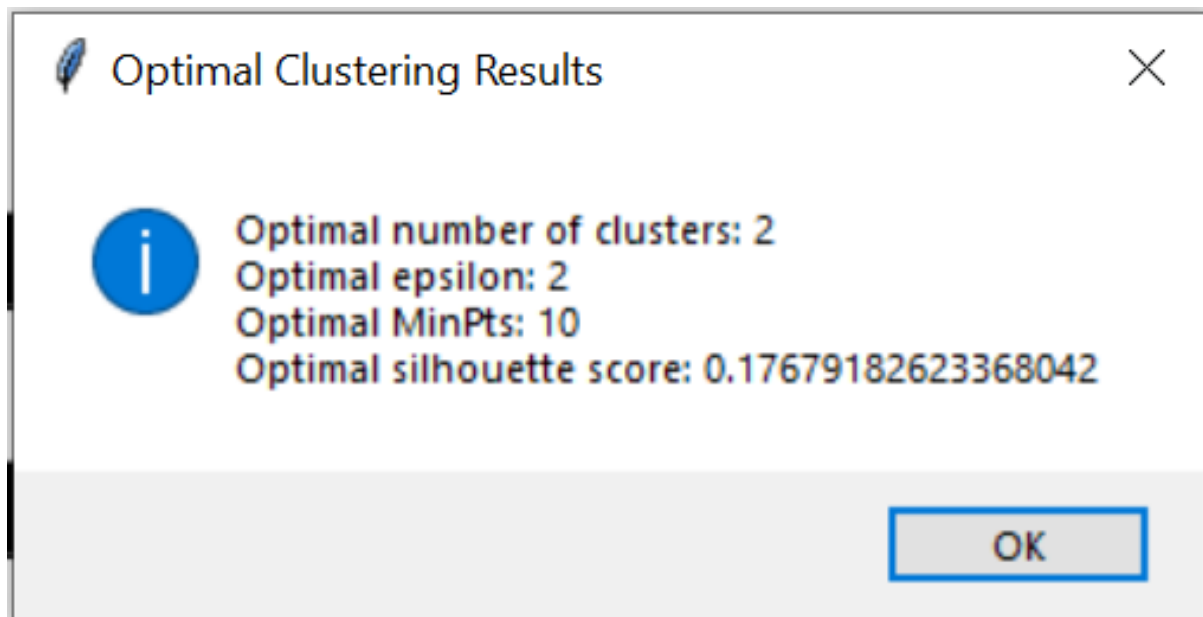 Optimal Clustering Results
Optimal number of clusters: 2
Optimal epsilon: 2
Optimal MinPts: 10
Optimal silhouette score: 0.17679182623368042
OK